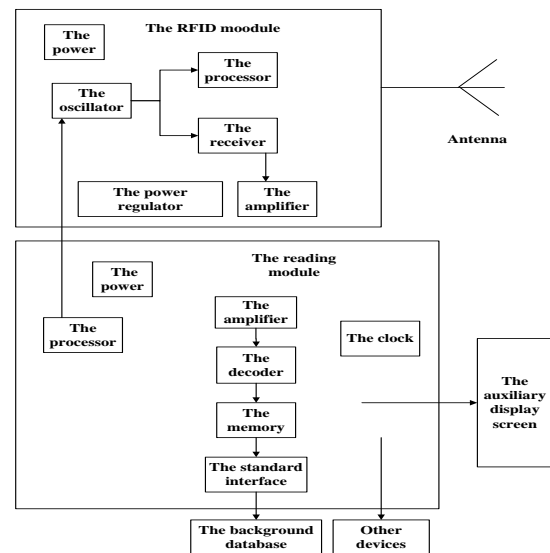 The RFID moodule
The
power
The
processor
The
oscillator
The
receiver
Antenna
The power
regulator
The
amplifier
The reading
module
The
power
The
amplifier
The
processor
The clock
The
decoder
The
auxiliary
display
screen
The
memory
The standard
interface
The background
database
Other
devices